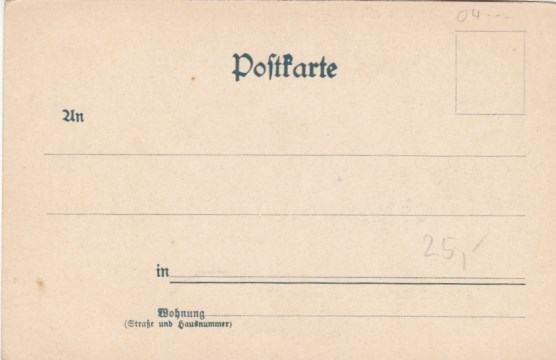 04
Postkarte
An
25,-
in
Wohnung
(Straße und Hausnummer)